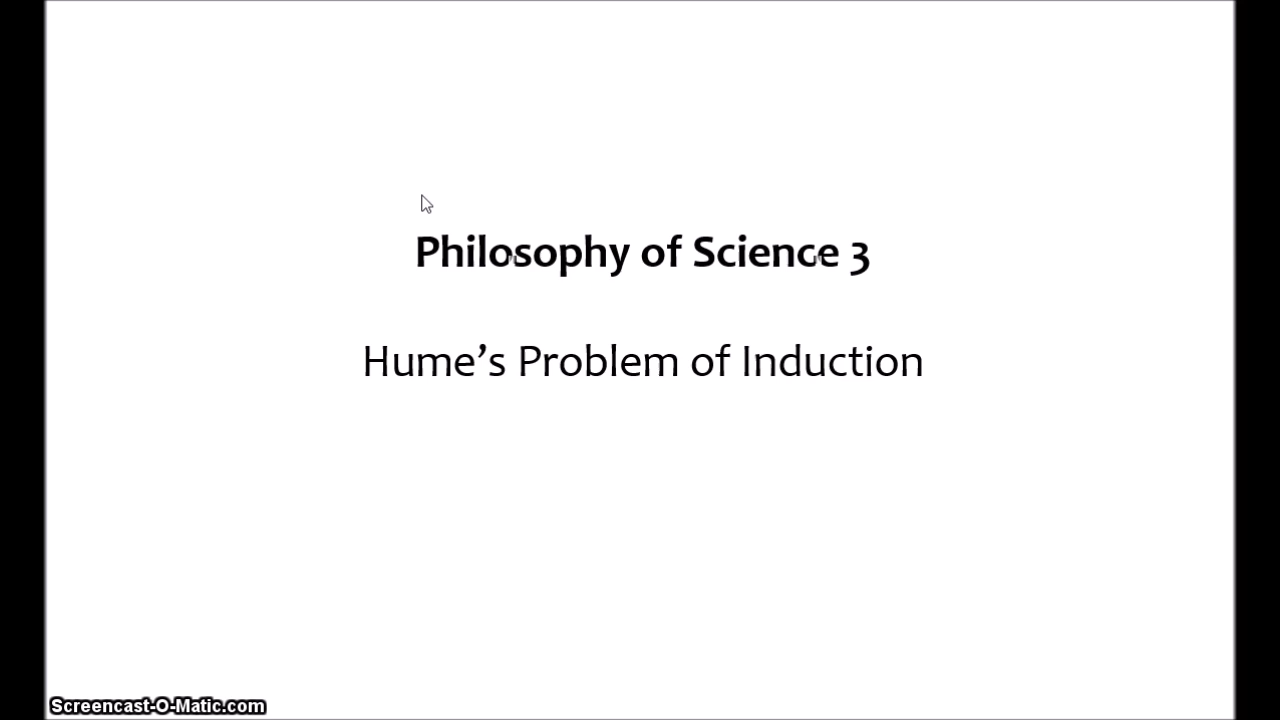 Philosophy of Science 3
Hume’s Problem of Induction
Screencast-O-Matic.com